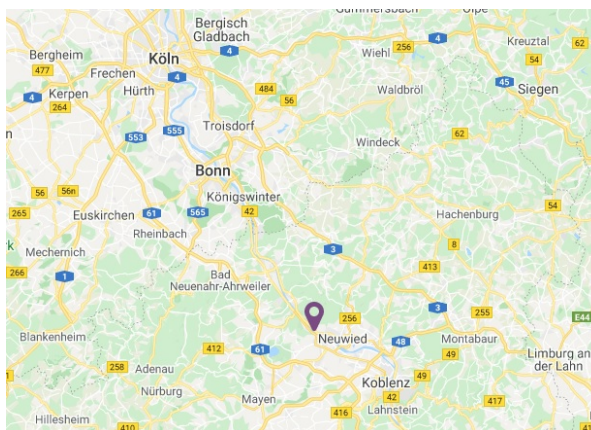 Bergisch
Gladbach
4
4
Kreuztal
62
Bergheim
Köln
Wiehl
256
54
477
Frechen
4
45
Kerpen
Hürth
484
Waldbröl
Siegen
4
264
56
Troisdorf
553
555
62
Windeck
Bonn
56
56n
Königswinter
54
265
61
565
42
Hachenburg
Euskirchen
Rheinbach
3
8
Mechernich
413
266
1
Bad
Neuenahr-Ahrweiler
3
255
E44
256
Blankenheim
Neuwied
48
Montabaur
412
61
49
Limburg an
der Lahn
258
Adenau
Koblenz
49
Nürburg
Mayen
42
417
416
Lahnstein
Hillesheim
410